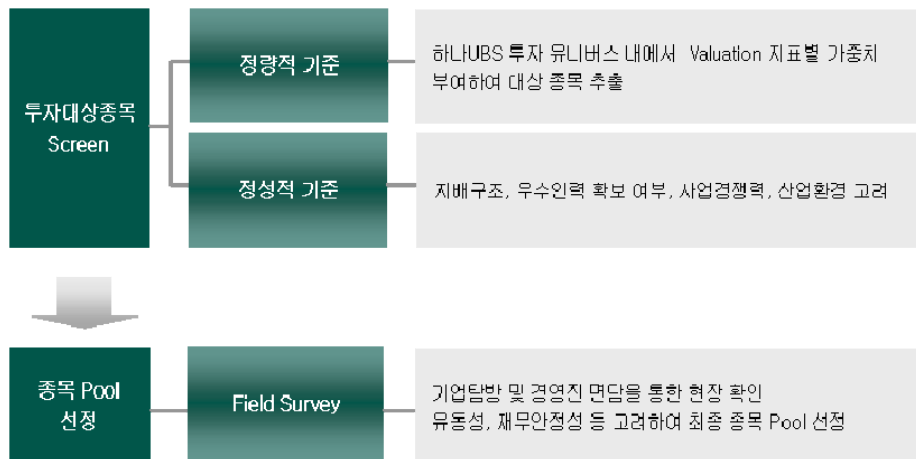 투자대상종목
Screen
정량적 기준
하나UBS 투자 유니버스 내에서 Valuation 지표별 가중치
부여하여 대상 종목 추출
정성적 기준
지배구조, 우수인력 확보 여부, 사업경쟁력, 산업환경 고려
종목 Pool
선정
Field Survey
기업탐방 및 경영진 면담을 통한 현장 확인
유동성, 재무안정성 등 고려하여 최종 종목 Pool 선정